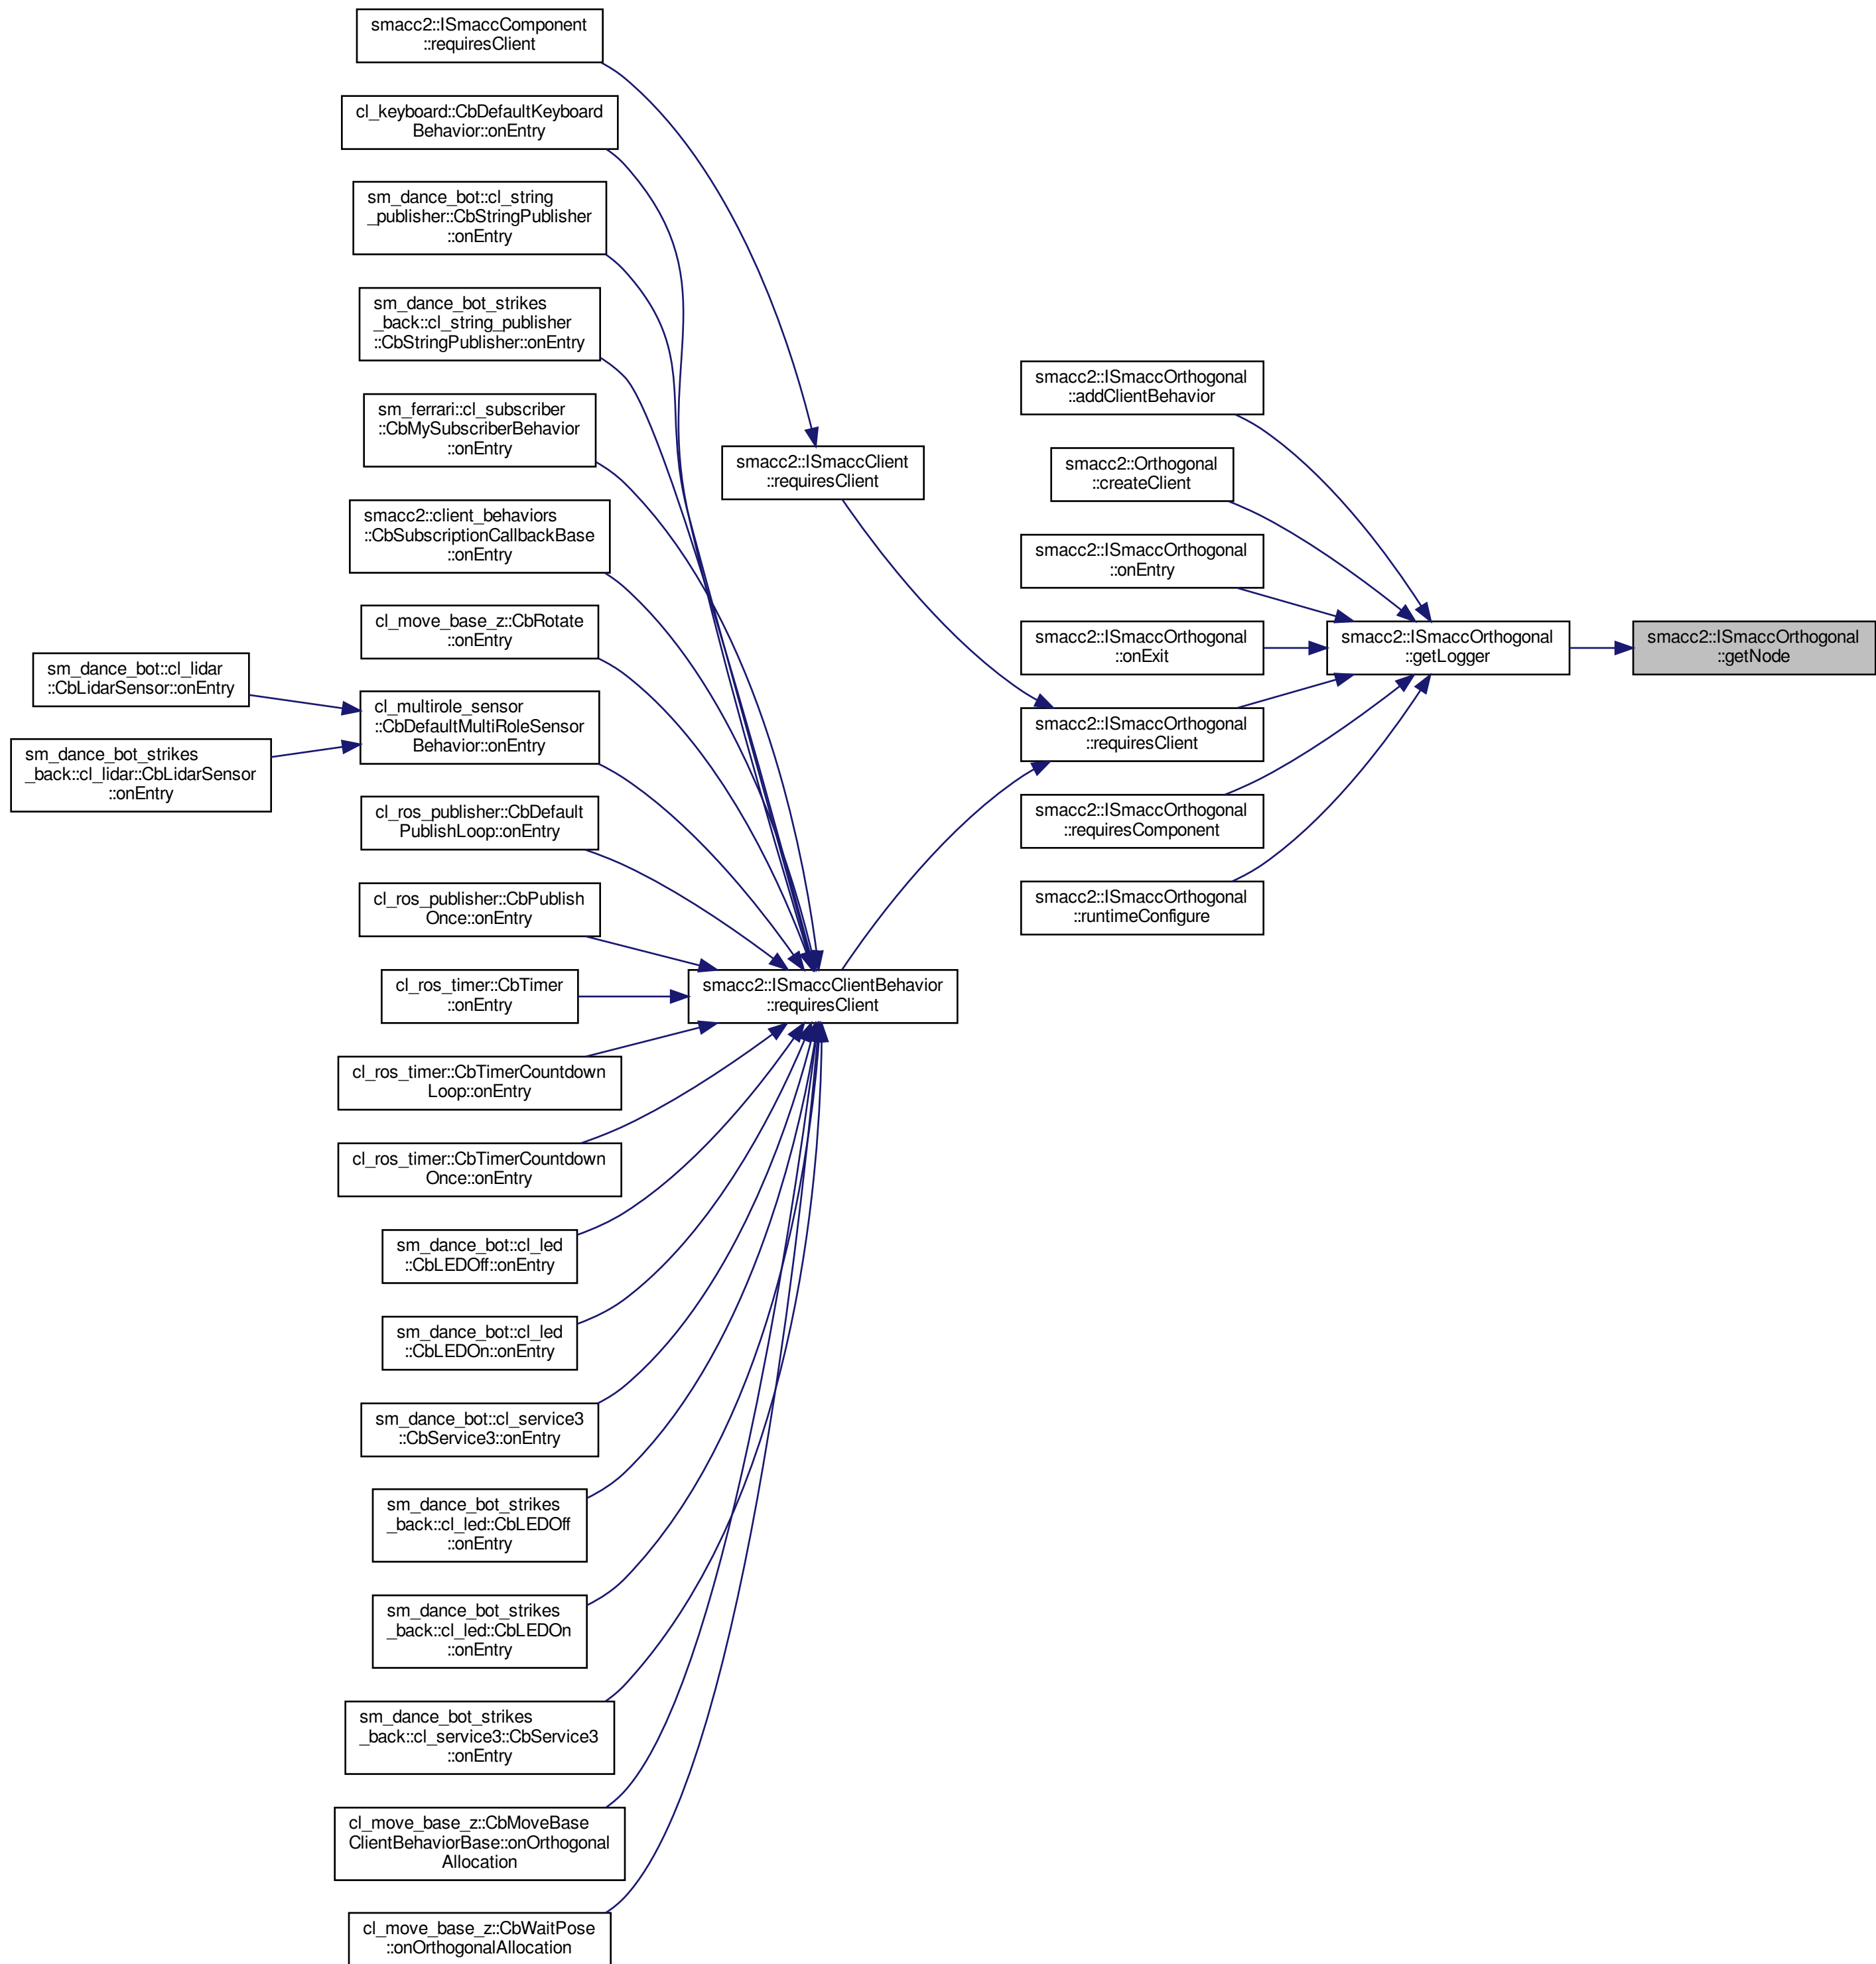 smacc2::ISmaccComponent
::requiresClient
cl_keyboard::CbDefaultKeyboard
Behavior::onEntry
sm_dance_bot::cl_string
_publisher::CbStringPublisher
::onEntry
sm_dance_bot_strikes
_back::cl_string_publisher
::CbStringPublisher::onEntry
sm_ferrari::cl_subscriber
::CbMySubscriberBehavior
::onEntry
smacc2::client_behaviors
::CbSubscriptionCallbackBase
::onEntry
cl_move_base_z::CbRotate
::onEntry
sm_dance_bot::cl_lidar
::CbLidarSensor::onEntry
sm_dance_bot_strikes
_back::cl_lidar::CbLidarSensor
::onEntry
cl_multirole_sensor
::CbDefaultMultiRoleSensor
Behavior::onEntry
cl_ros_publisher::CbDefault
PublishLoop::onEntry
cl_ros_publisher::CbPublish
Once::onEntry
cl_ros_timer::CbTimer
::onEntry
cl_ros_timer::CbTimerCountdown
Loop::onEntry
cl_ros_timer::CbTimerCountdown
Once::onEntry
sm_dance_bot::cl_led
::CbLEDOff::onEntry
sm_dance_bot::cl_led
::CbLEDOn::onEntry
sm_dance_bot::cl_service3
::CbService3::onEntry
sm_dance_bot_strikes
_back::cl_led::CbLEDOff
::onEntry
sm_dance_bot_strikes
_back::cl_led::CbLEDOn
::onEntry
sm_dance_bot_strikes
_back::cl_service3::CbService3
::onEntry
cl_move_base_z::CbMoveBase
ClientBehaviorBase::onOrthogonal
Allocation
cl_move_base_z::CbWaitPose
::onOrthogonalAllocation
smacc2::ISmaccClient
::requiresClient
smacc2::ISmaccClientBehavior
::requiresClient
smacc2::ISmaccOrthogonal
::addClientBehavior
smacc2::Orthogonal
::createClient
smacc2::ISmaccOrthogonal
::onEntry
smacc2::ISmaccOrthogonal
::onExit
smacc2::ISmaccOrthogonal
::requiresClient
smacc2::ISmaccOrthogonal
::requiresComponent
smacc2::ISmaccOrthogonal
::runtimeConfigure
smacc2::ISmaccOrthogonal
::getLogger
smacc2::ISmaccOrthogonal
::getNode